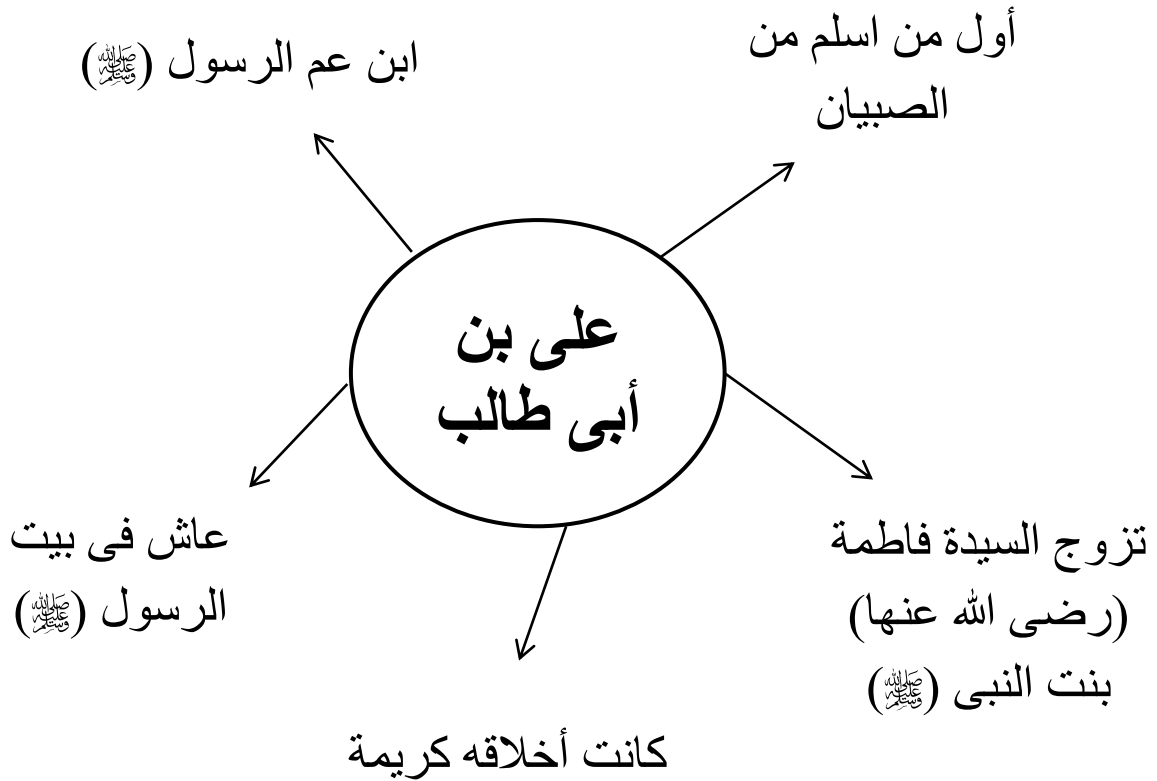 أول من اسلم من
الصبيان
ابن عم الرسول (ﷺ)
على بن
أبى طالب
تزوج السيدة فاطمة
(رضى الله عنها)
بنت النبى (ﷺ)
عاش فى بيت
الرسول (ﷺ)
كانت أخلاقه كريمة